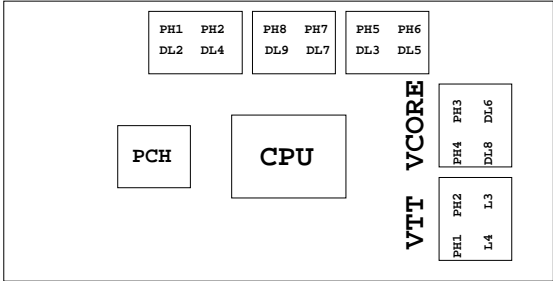 PH1 PH2
DL2 DL4
PH8 PH7
DL9 DL7
PH5 PH6
DL3 DL5
VCORE
PH4 PH3
DL8 DL6
PCH
CPU
VTT
PH1 PH2
L4 L3